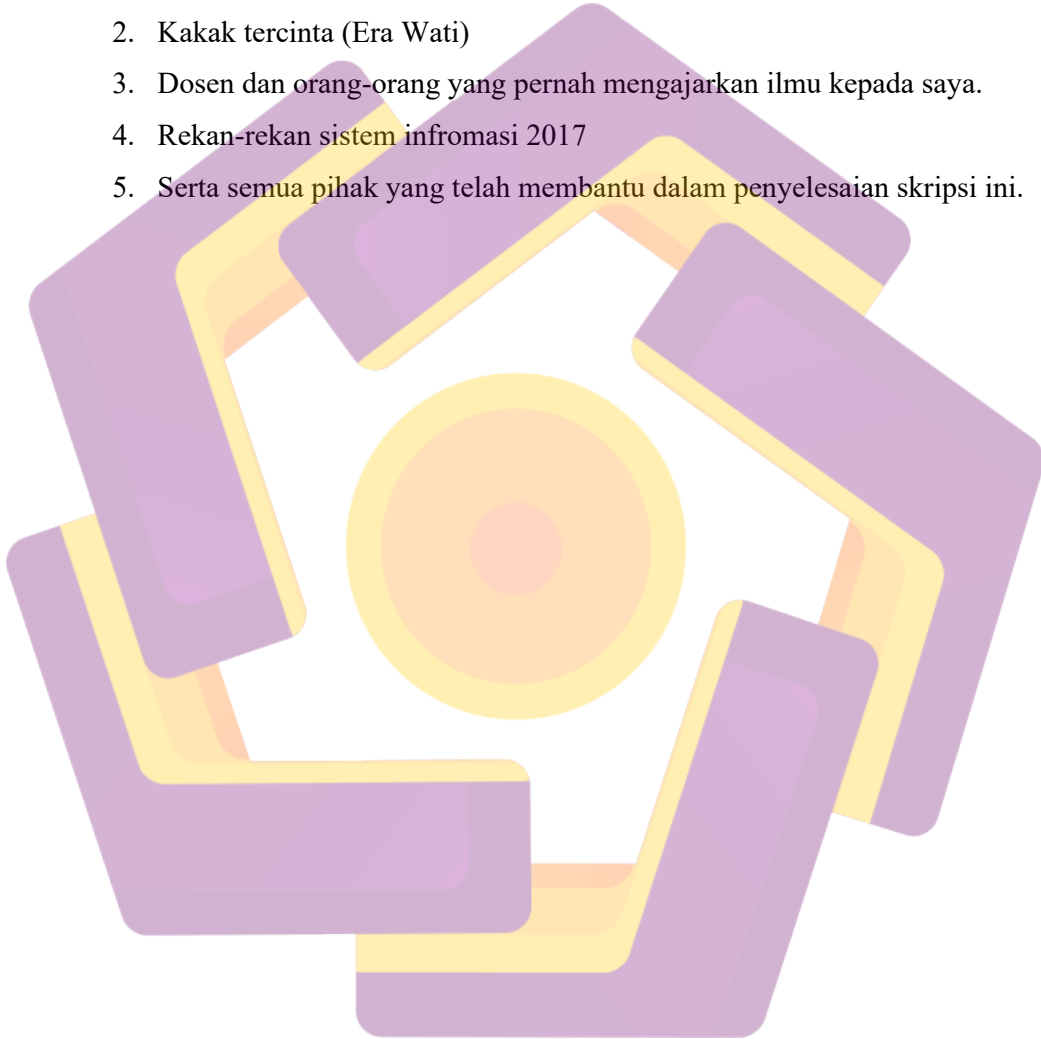 2. Kakak tercinta (Era Wati)
3. Dosen dan orang-orang yang pernah mengajarkan ilmu kepada saya.
4. Rekan-rekan sistem infromasi 2017
5. Serta semua pihak yang telah membantu dalam penyelesaian skripsi ini.